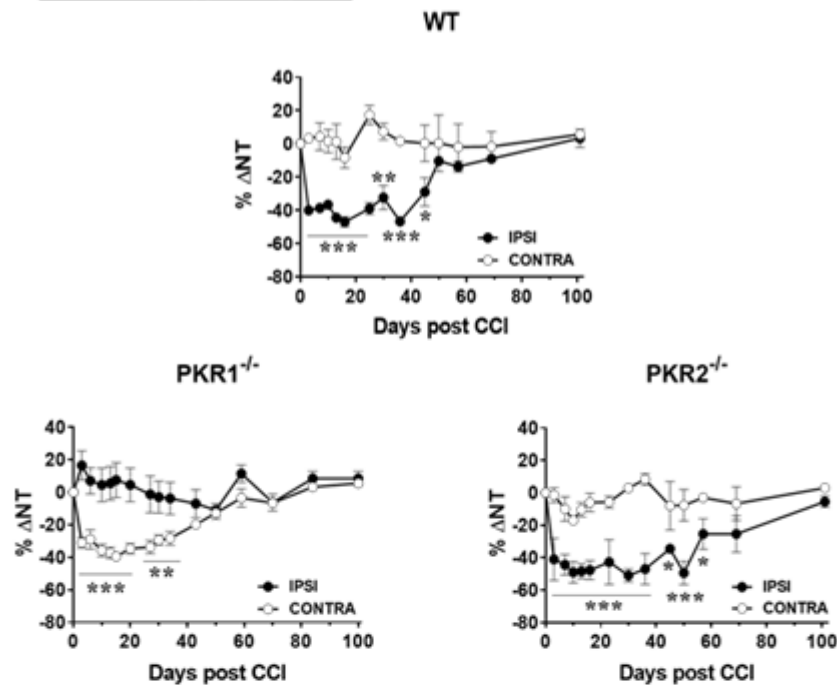 WT
40
20
0
-20
-40
-60
-80
% ΔNT
**
***
***
*
IPSI
CONTRA
0 20 40 60 80 100
Days post CCI
PKR1-/-
40
20
0
-20
-40
-60
-80
% ΔNT
***
**
IPSI
CONTRA
0 20 40 60 80 100
Days post CCI
PKR2-/-
40
20
0
-20
-40
-60
-80
% ΔNT
***
*
***
*
IPSI
CONTRA
0 20 40 60 80 100
Days post CCI